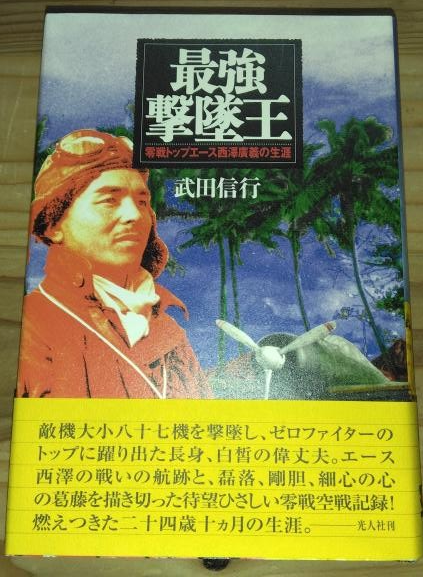 最強
撃墜王
零戦トップエース西澤廣義の生涯
武田信行
敵機大小八十七機を撃墜し、ゼロファイターの
トップに躍り出た長身、白皙の偉丈夫。エース
西澤の戦いの航跡と、磊落、剛胆、細心の心
の葛藤を描き切った待望ひさしい零戦空戦記録!
燃えつきた二十四歳十ヵ月の生涯。──光人社刊